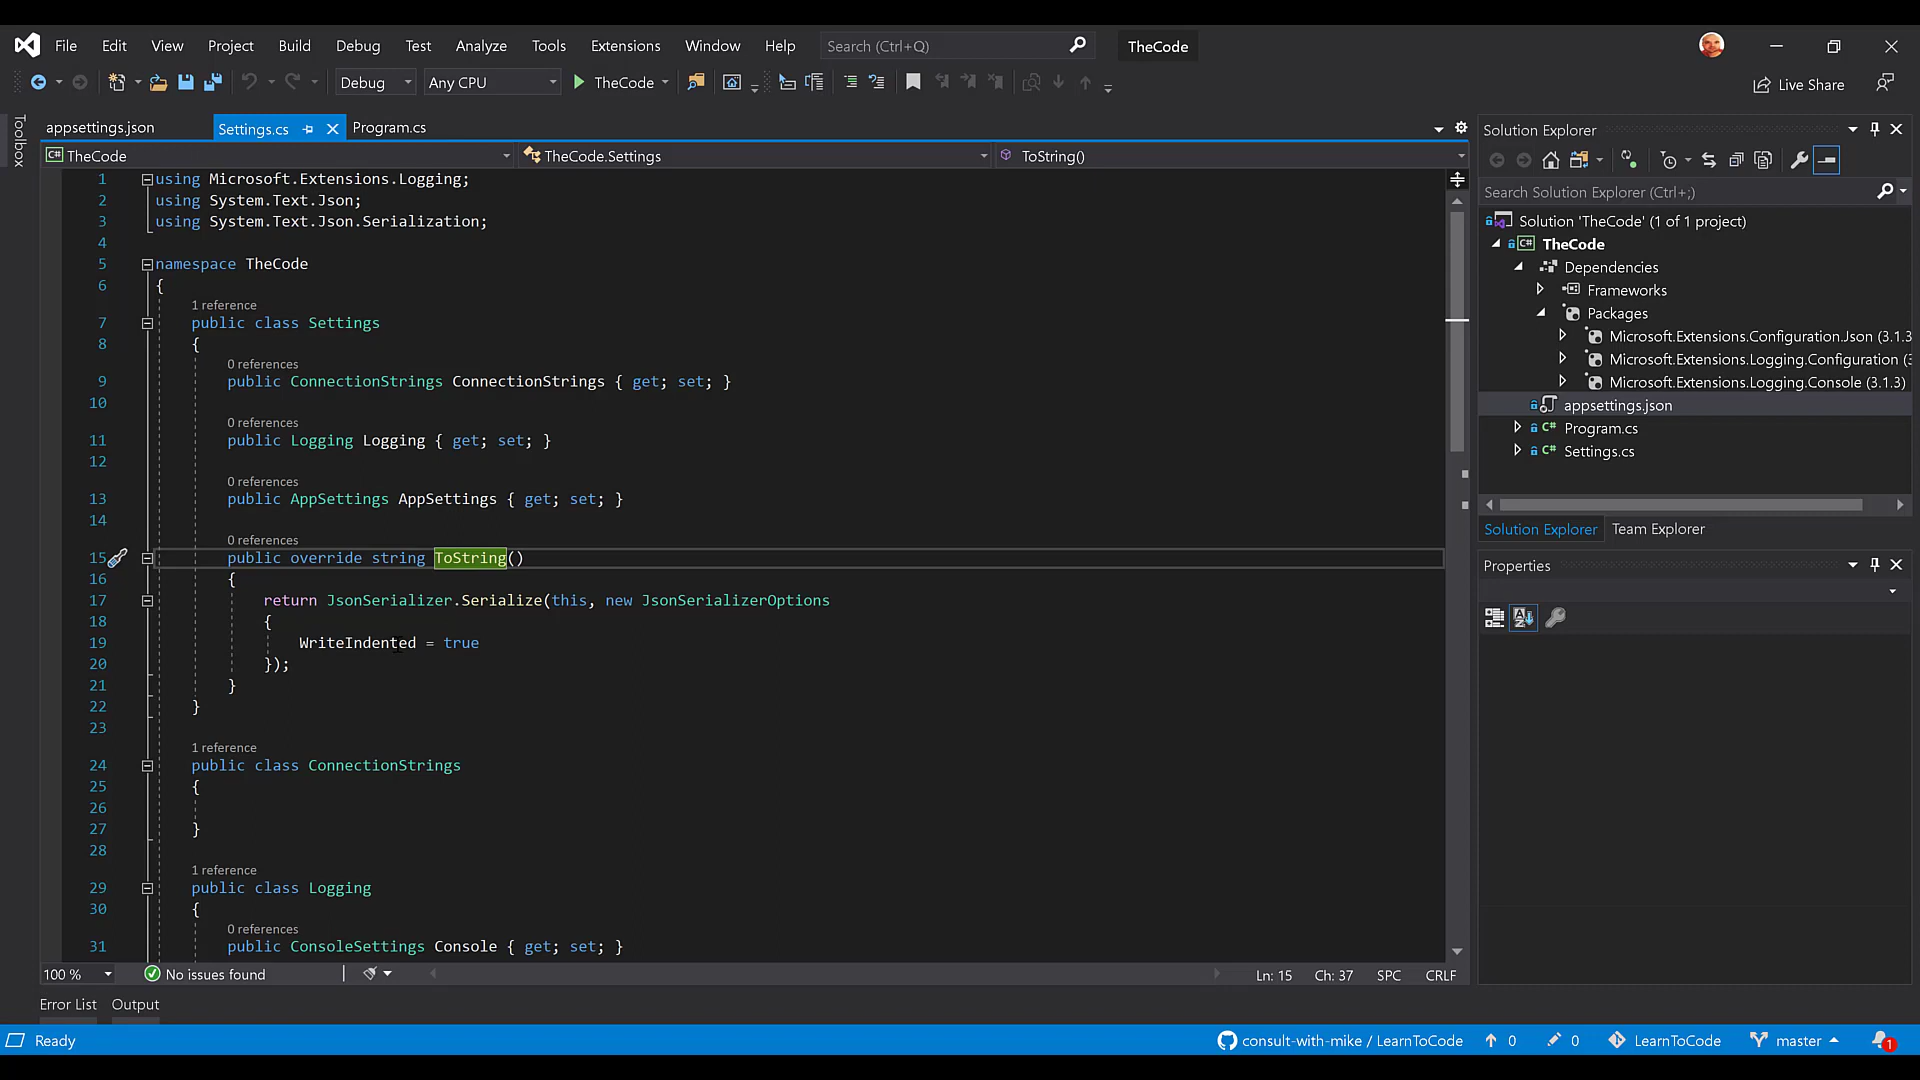 File Edit View Project Build Debug Test Analyze Tools Extensions Window Help Search (Ctrl+Q) TheCode
Debug Any CPU TheCode Live Share
Toolbox
appsettings.json Settings.cs Program.cs
TheCode TheCode.Settings ToString()
1 using Microsoft.Extensions.Logging;
2 using System.Text.Json;
3 using System.Text.Json.Serialization;
4
5 namespace TheCode
6 {
1 reference
7 public class Settings
8 {
0 references
9 public ConnectionStrings ConnectionStrings { get; set; }
10
0 references
11 public Logging Logging { get; set; }
12
0 references
13 public AppSettings AppSettings { get; set; }
14
0 references
15 public override string ToString()
16 {
17 return JsonSerializer.Serialize(this, new JsonSerializerOptions
18 {
19 WriteIndented = true
20 });
21 }
22 }
23
1 reference
24 public class ConnectionStrings
25 {
26
27 }
28
1 reference
29 public class Logging
30 {
0 references
31 public ConsoleSettings Console { get; set; }
100 % No issues found Ln: 15 Ch: 37 SPC CRLF
Error List Output
Solution Explorer
Search Solution Explorer (Ctrl+;)
Solution 'TheCode' (1 of 1 project)
C# TheCode
Dependencies
Frameworks
Packages
Microsoft.Extensions.Configuration.Json (3.1.3
Microsoft.Extensions.Logging.Configuration (3
Microsoft.Extensions.Logging.Console (3.1.3)
appsettings.json
C# Program.cs
C# Settings.cs
Solution Explorer Team Explorer
Properties
Ready consult-with-mike / LearnToCode 0 0 LearnToCode master 1